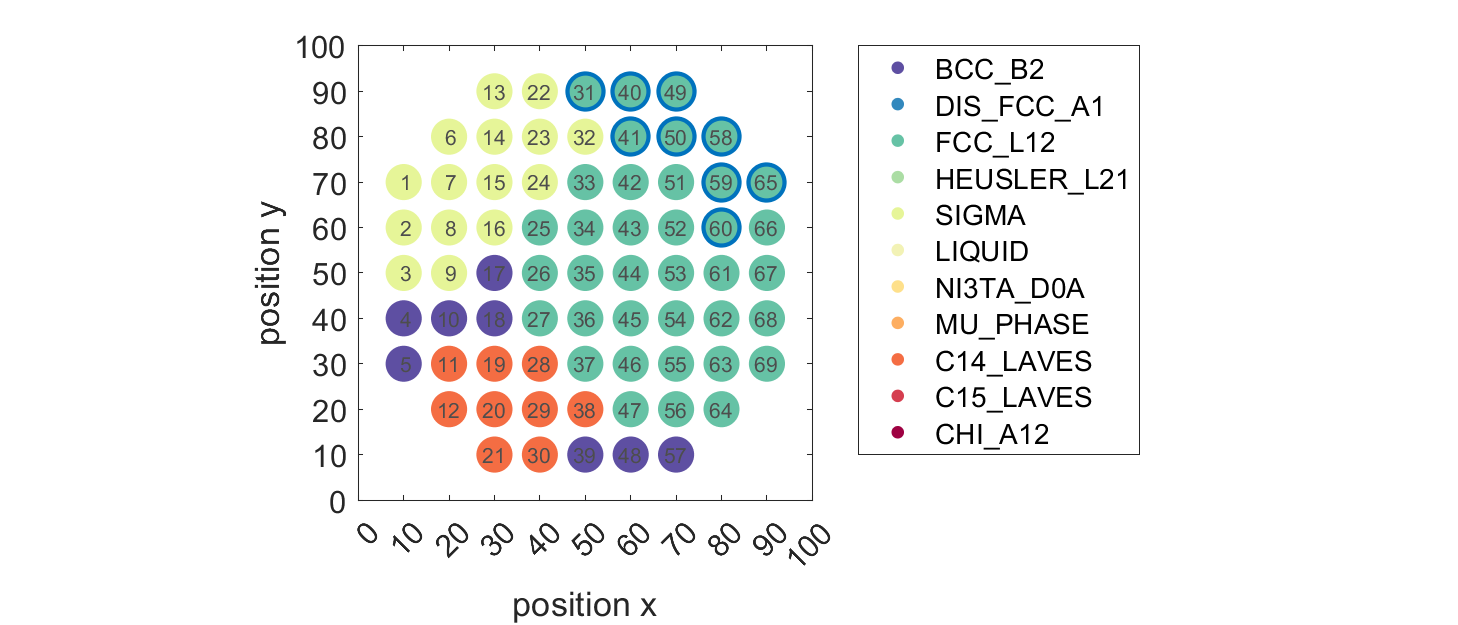 100
90
80
70
60
50
40
30
20
10
0
position y
13 22 31 40 49
6 14 23 32 41 50 58
1 7 15 24 33 42 51 59 65
2 8 16 25 34 43 52 60 66
3 9 17 26 35 44 53 61 67
4 10 18 27 36 45 54 62 68
5 11 19 28 37 46 55 63 69
12 20 29 38 47 56 64
21 30 39 48 57
0 10 20 30 40 50 60 70 80 90 100
position x
BCC_B2
DIS_FCC_A1
FCC_L12
HEUSLER_L21
SIGMA
LIQUID
NI3TA_D0A
MU_PHASE
C14_LAVES
C15_LAVES
CHI_A12